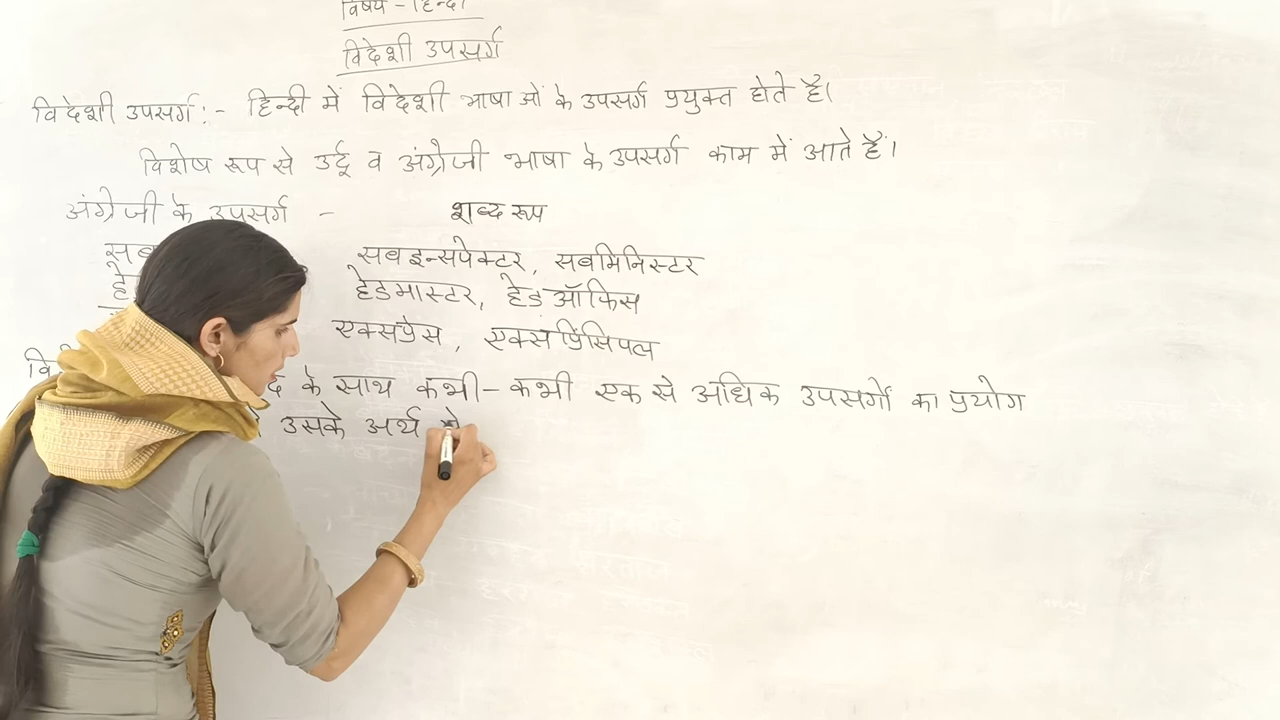 विषय - हिन्दी
विदेशी उपसर्ग
विदेशी उपसर्ग :- हिन्दी में विदेशी भाषाओं के उपसर्ग प्रयुक्त होते है।
विशेष रूप से उर्दू व अंग्रेजी भाषा के उपसर्ग काम में आते हैं।
अंग्रेजी के उपसर्ग - शब्द रूप
सब सबइन्सपेक्टर, सबमिनिस्टर
हेडमास्टर, हेड ऑफिस
एक्सप्रेस, एक्स प्रिंसिपल
के साथ कभी - कभी एक से अधिक उपसर्गों का प्रयोग
उसके अर्थ